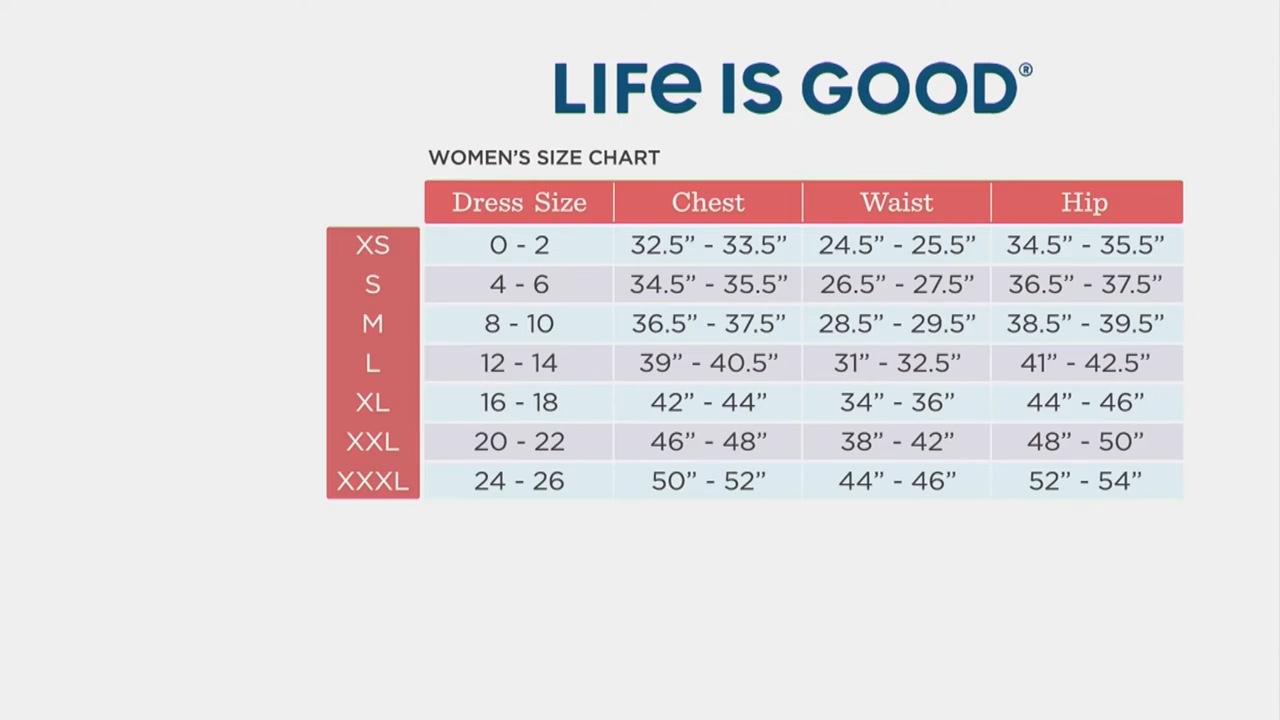 LIFe IS GOOD®
WOMEN'S SIZE CHART
Dress Size Chest Waist Hip
XS 0 - 2 32.5” - 33.5” 24.5” - 25.5” 34.5” - 35.5”
S 4 - 6 34.5” - 35.5” 26.5” - 27.5” 36.5” - 37.5”
M 8 - 10 36.5” - 37.5” 28.5” - 29.5” 38.5” - 39.5”
L 12 - 14 39” - 40.5” 31” - 32.5” 41” - 42.5”
XL 16 - 18 42” - 44” 34” - 36” 44” - 46”
XXL 20 - 22 46” - 48” 38” - 42” 48” - 50”
XXXL 24 - 26 50” - 52” 44” - 46” 52” - 54”